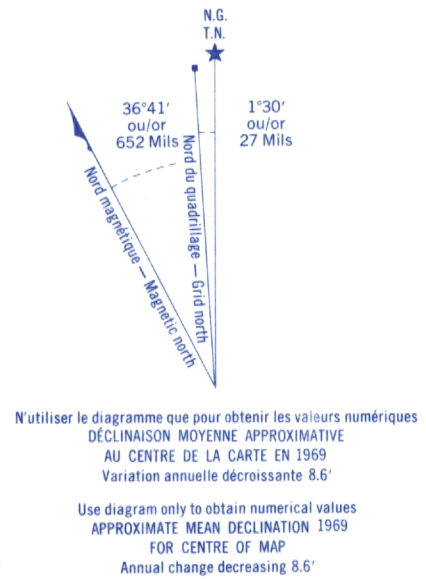 N.G.
T.N.
36°41′
ou/or
652 Mils
1°30′
ou/or
27 Mils
Nord magnétique — Magnetic north
Nord du quadrillage — Grid north
N'utiliser le diagramme que pour obtenir les valeurs numériques
DÉCLINAISON MOYENNE APPROXIMATIVE
AU CENTRE DE LA CARTE EN 1969
Variation annuelle décroissante 8.6′
Use diagram only to obtain numerical values
APPROXIMATE MEAN DECLINATION 1969
FOR CENTRE OF MAP
Annual change decreasing 8.6′